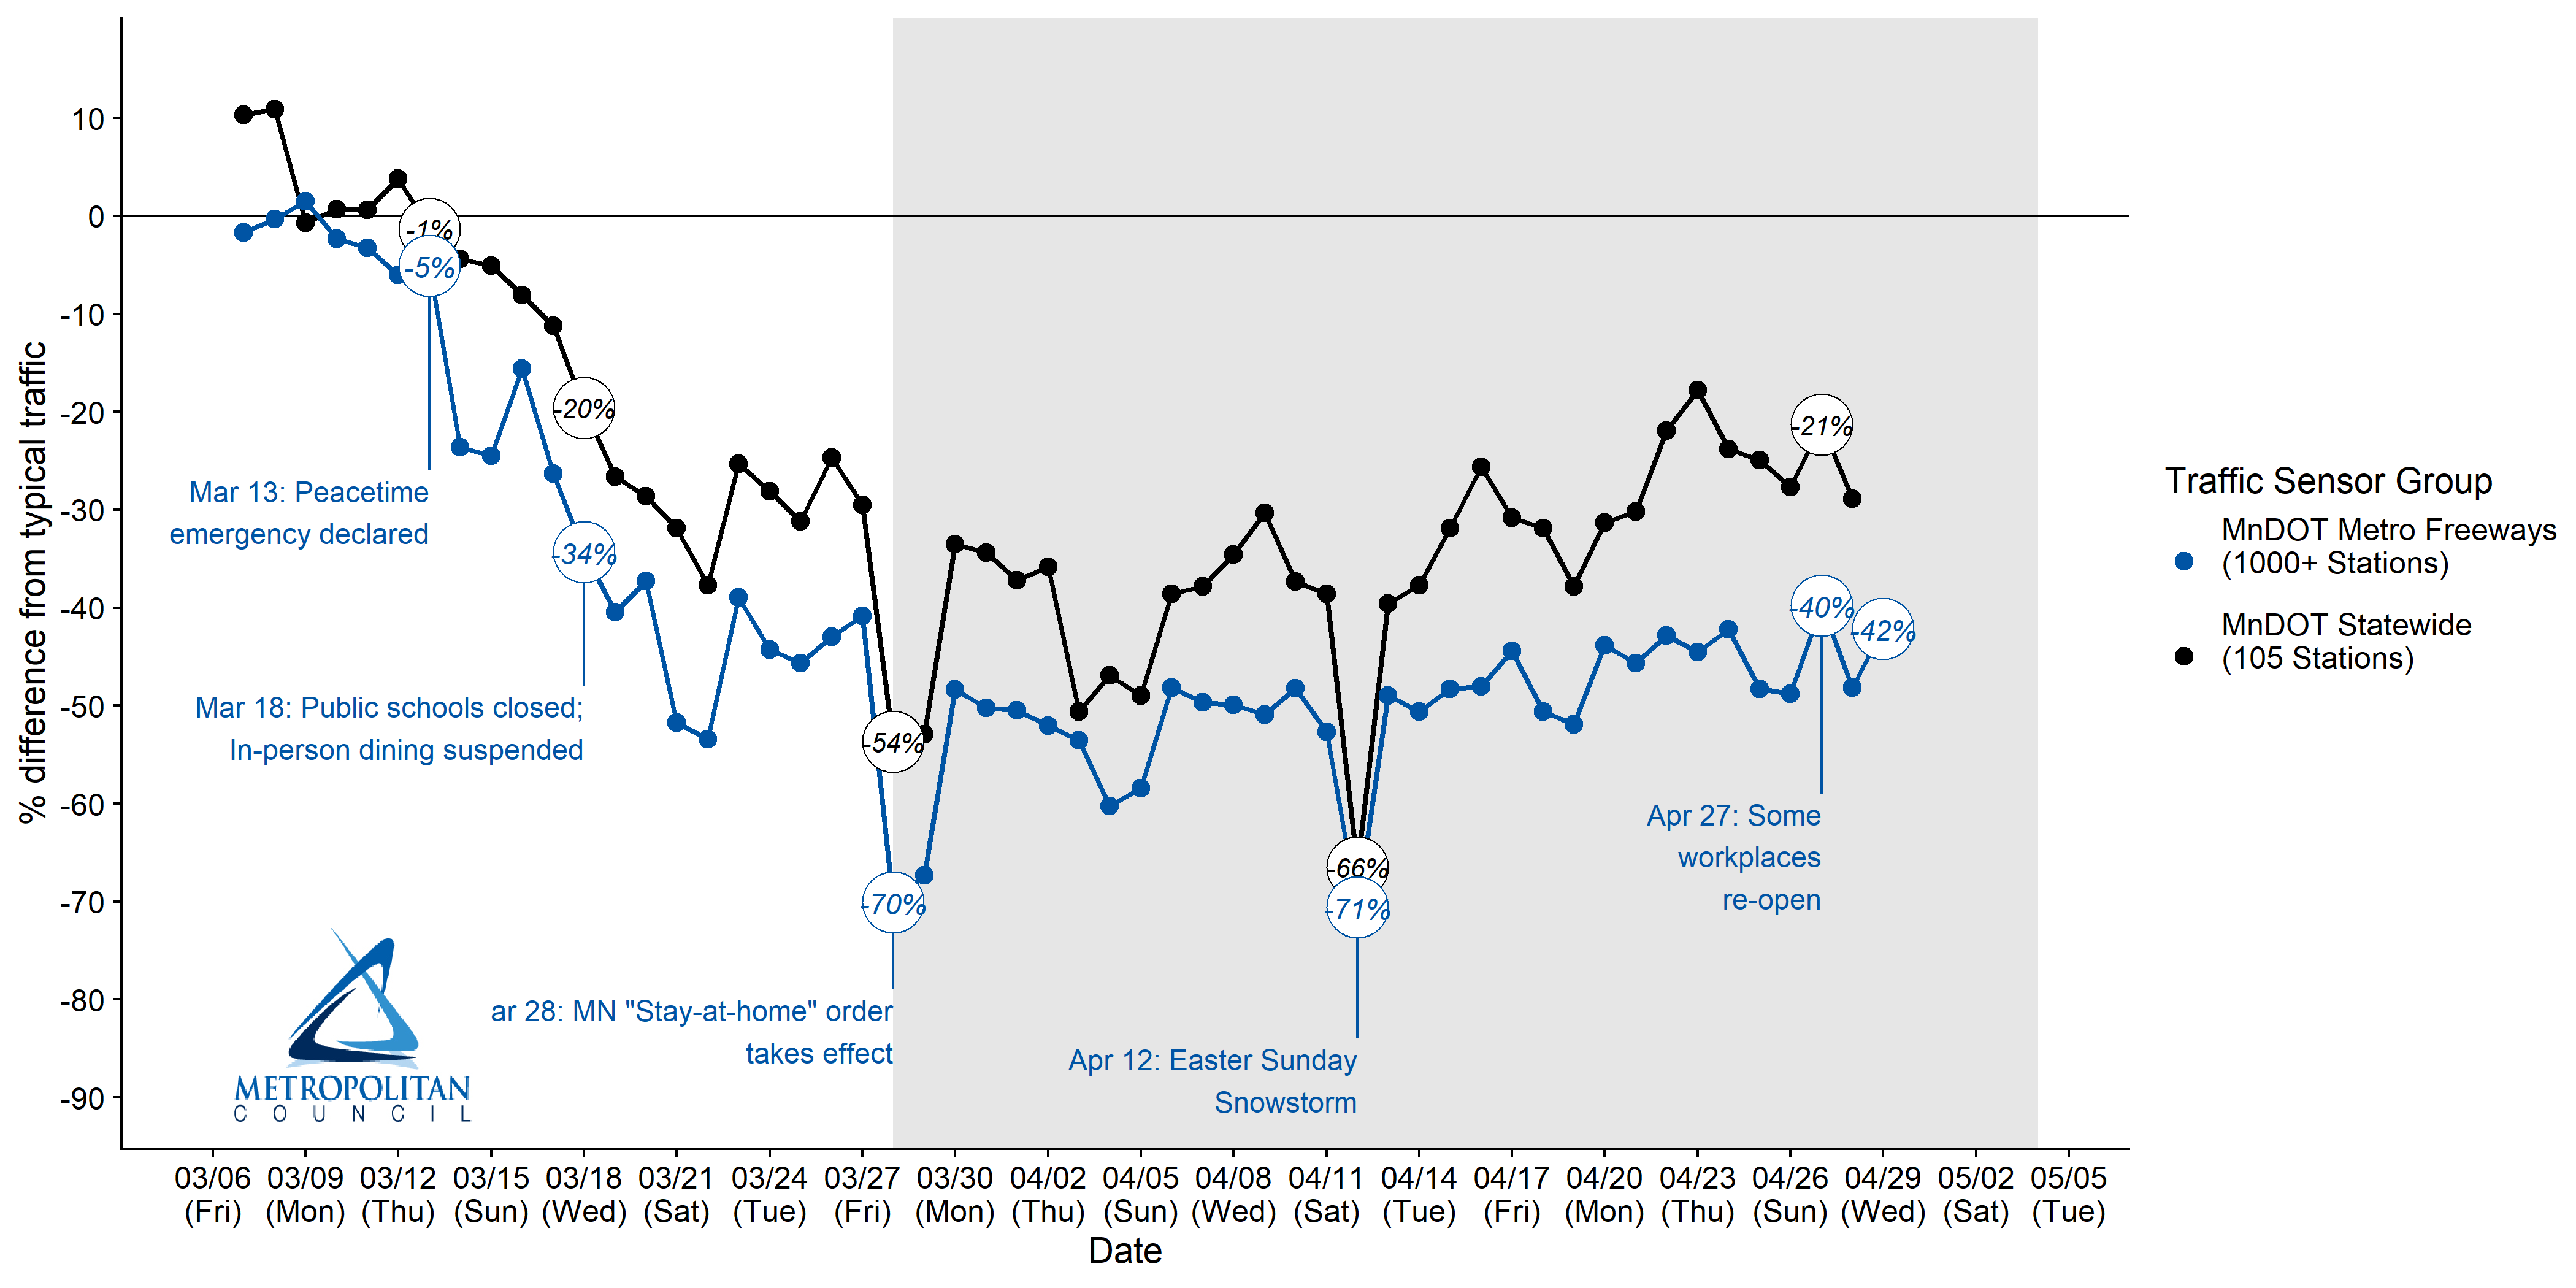 % difference from typical traffic
10
0
-10
-20
-30
-40
-50
-60
-70
-80
-90
-1%
-5%
-20%
-34%
-54%
-70%
-66%
-71%
-21%
-40%
-42%
Mar 13: Peacetime
emergency declared
Mar 18: Public schools closed;
In-person dining suspended
ar 28: MN "Stay-at-home" order
takes effect
Apr 12: Easter Sunday
Snowstorm
Apr 27: Some
workplaces
re-open
METROPOLITAN
COUNCIL
03/06 03/09 03/12 03/15 03/18 03/21 03/24 03/27 03/30 04/02 04/05 04/08 04/11 04/14 04/17 04/20 04/23 04/26 04/29 05/02 05/05
(Fri) (Mon) (Thu) (Sun) (Wed) (Sat) (Tue) (Fri) (Mon) (Thu) (Sun) (Wed) (Sat) (Tue) (Fri) (Mon) (Thu) (Sun) (Wed) (Sat) (Tue)
Date
Traffic Sensor Group
MnDOT Metro Freeways
(1000+ Stations)
MnDOT Statewide
(105 Stations)